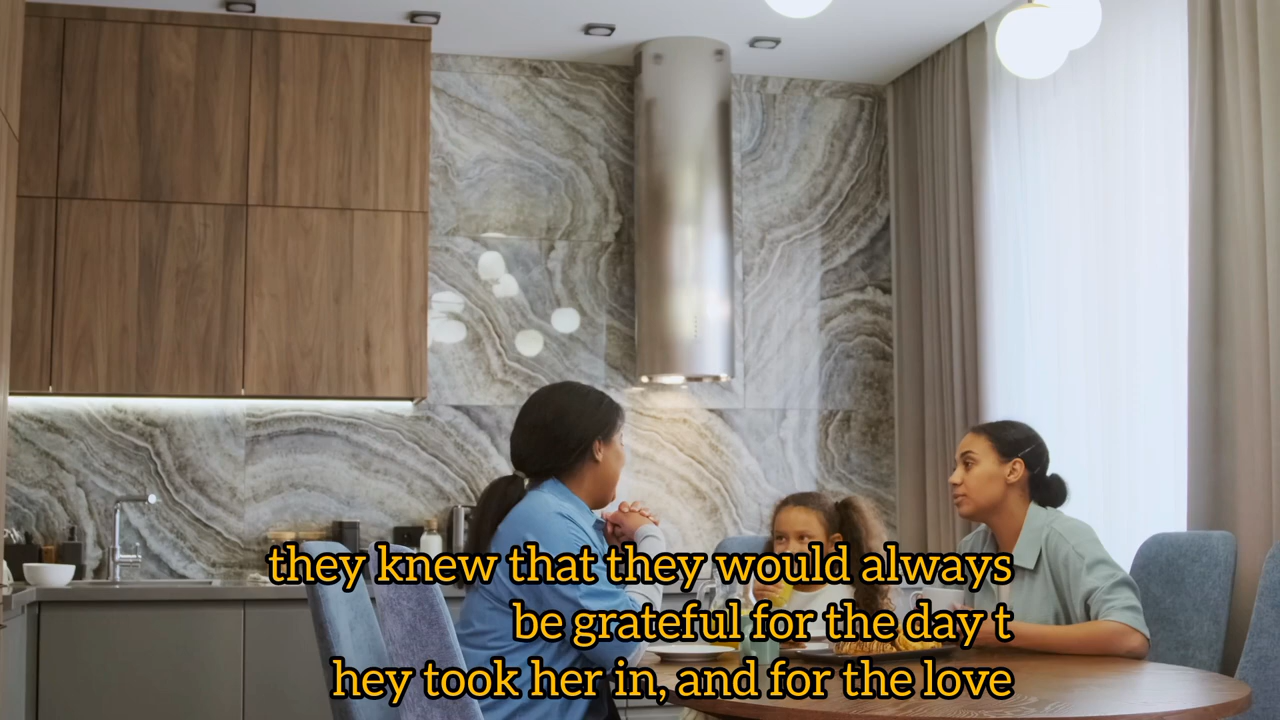 they knew that they would always
be grateful for the day t
hey took her in, and for the love